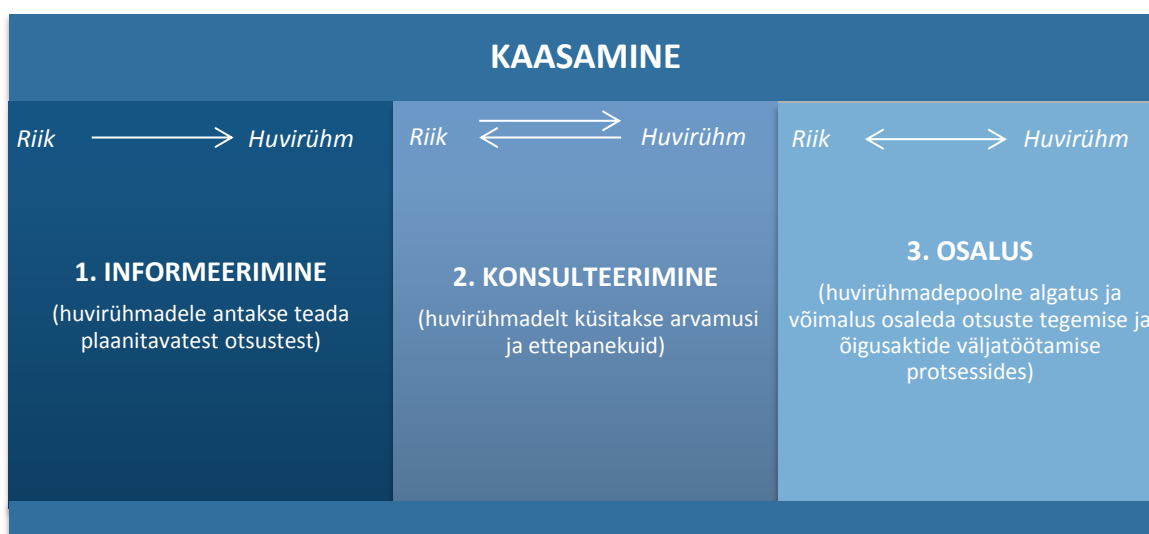 KAASAMINE
Riik Huvirühm
Riik Huvirühm
Riik Huvirühm
1. INFORMEERIMINE
(huvirühmadele antakse teada
plaanitavatest otsustest)
2. KONSULTEERIMINE
(huvirühmadelt küsitakse arvamusi
ja ettepanekuid)
3. OSALUS
(huvirühmadepoolne algatus ja
võimalus osaleda otsuste tegemise ja
õigusaktide väljatöötamise
protsessides)